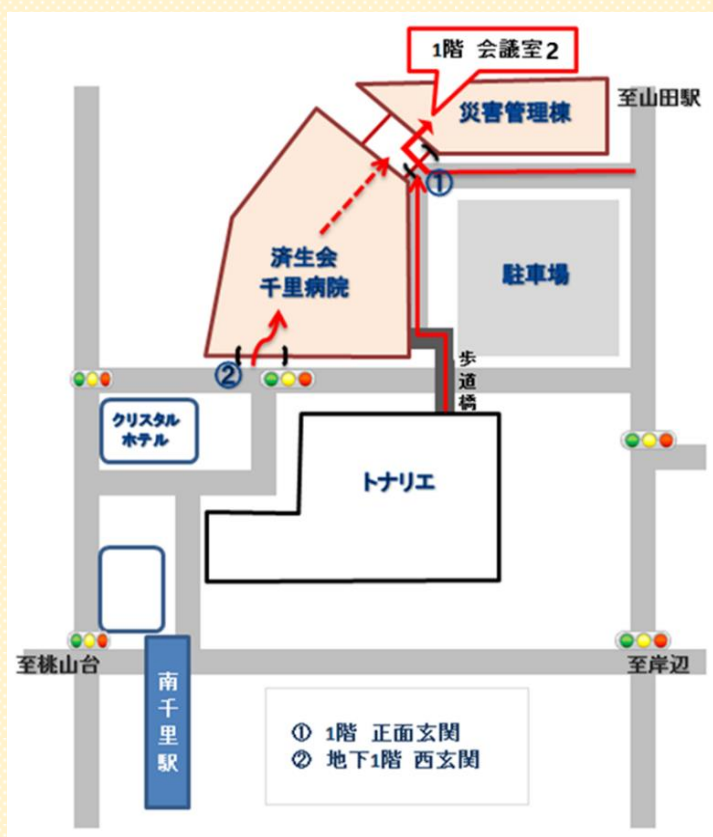 1階 会議室2
災害管理棟
至山田駅
①
済生会
千里病院
駐車場
②
歩道橋
クリスタル
ホテル
トナリエ
至桃山台
至岸辺
南千里駅
① 1階 正面玄関
② 地下1階 西玄関